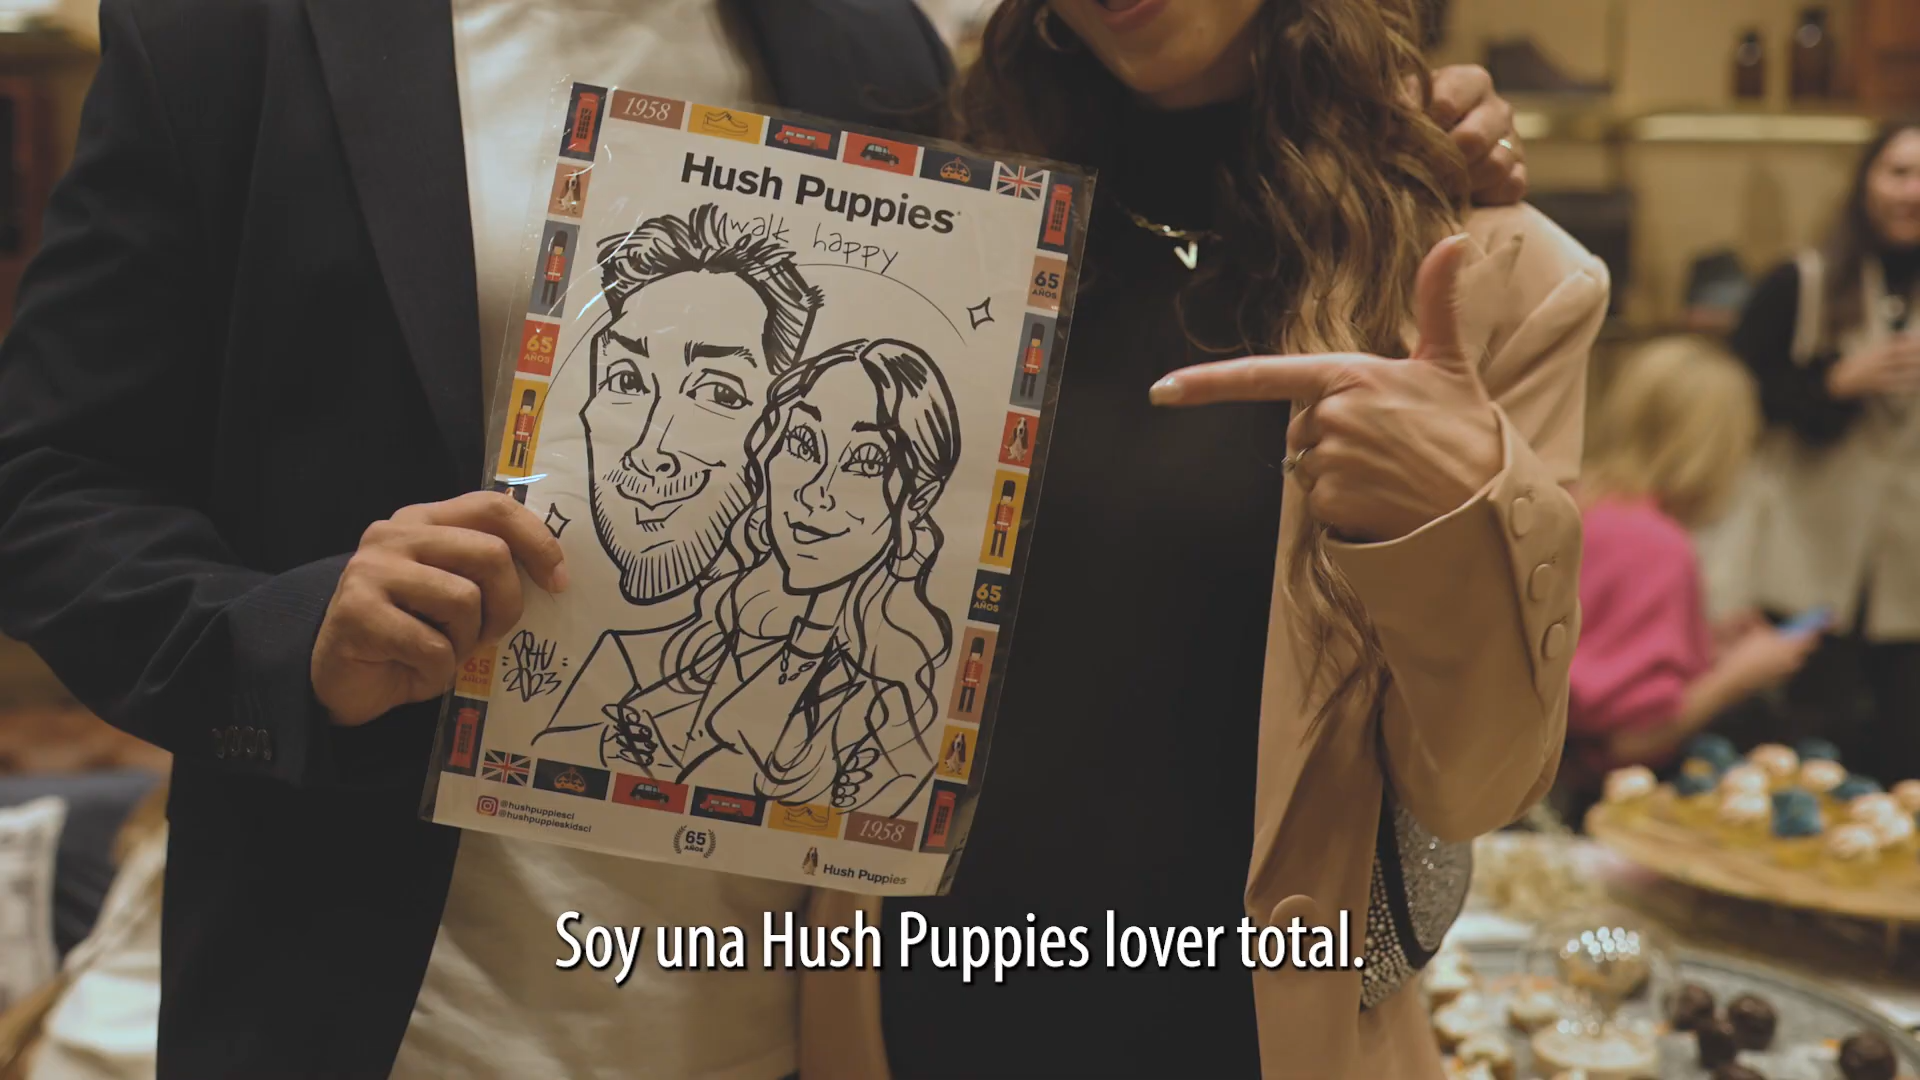 1958
Hush Puppies
walk happy
65
AÑOS
65
AÑOS
65
AÑOS
65
2023
@hushpuppiescl
@hushpuppieskidscl
65
AÑOS
1958
Hush Puppies
Soy una Hush Puppies lover total.